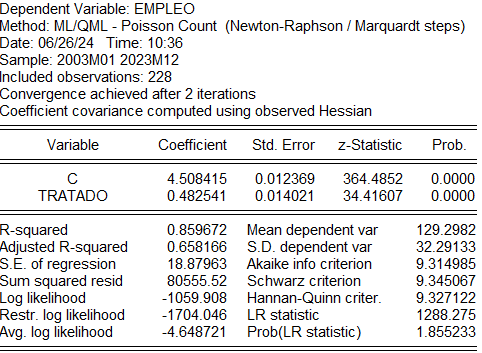 Dependent Variable: EMPLEO
Method: ML/QML - Poisson Count (Newton-Raphson / Marquardt steps)
Date: 06/26/24 Time: 10:36
Sample: 2003M01 2023M12
Included observations: 228
Convergence achieved after 2 iterations
Coefficient covariance computed using observed Hessian
Variable Coefficient Std. Error z-Statistic Prob.
C 4.508415 0.012369 364.4852 0.0000
TRATADO 0.482541 0.014021 34.41607 0.0000
R-squared 0.859672 Mean dependent var 129.2982
Adjusted R-squared 0.658166 S.D. dependent var 32.29133
S.E. of regression 18.87963 Akaike info criterion 9.314985
Sum squared resid 80555.52 Schwarz criterion 9.345067
Log likelihood -1059.908 Hannan-Quinn criter. 9.327122
Restr. log likelihood -1704.046 LR statistic 1288.275
Avg. log likelihood -4.648721 Prob(LR statistic) 1.855233